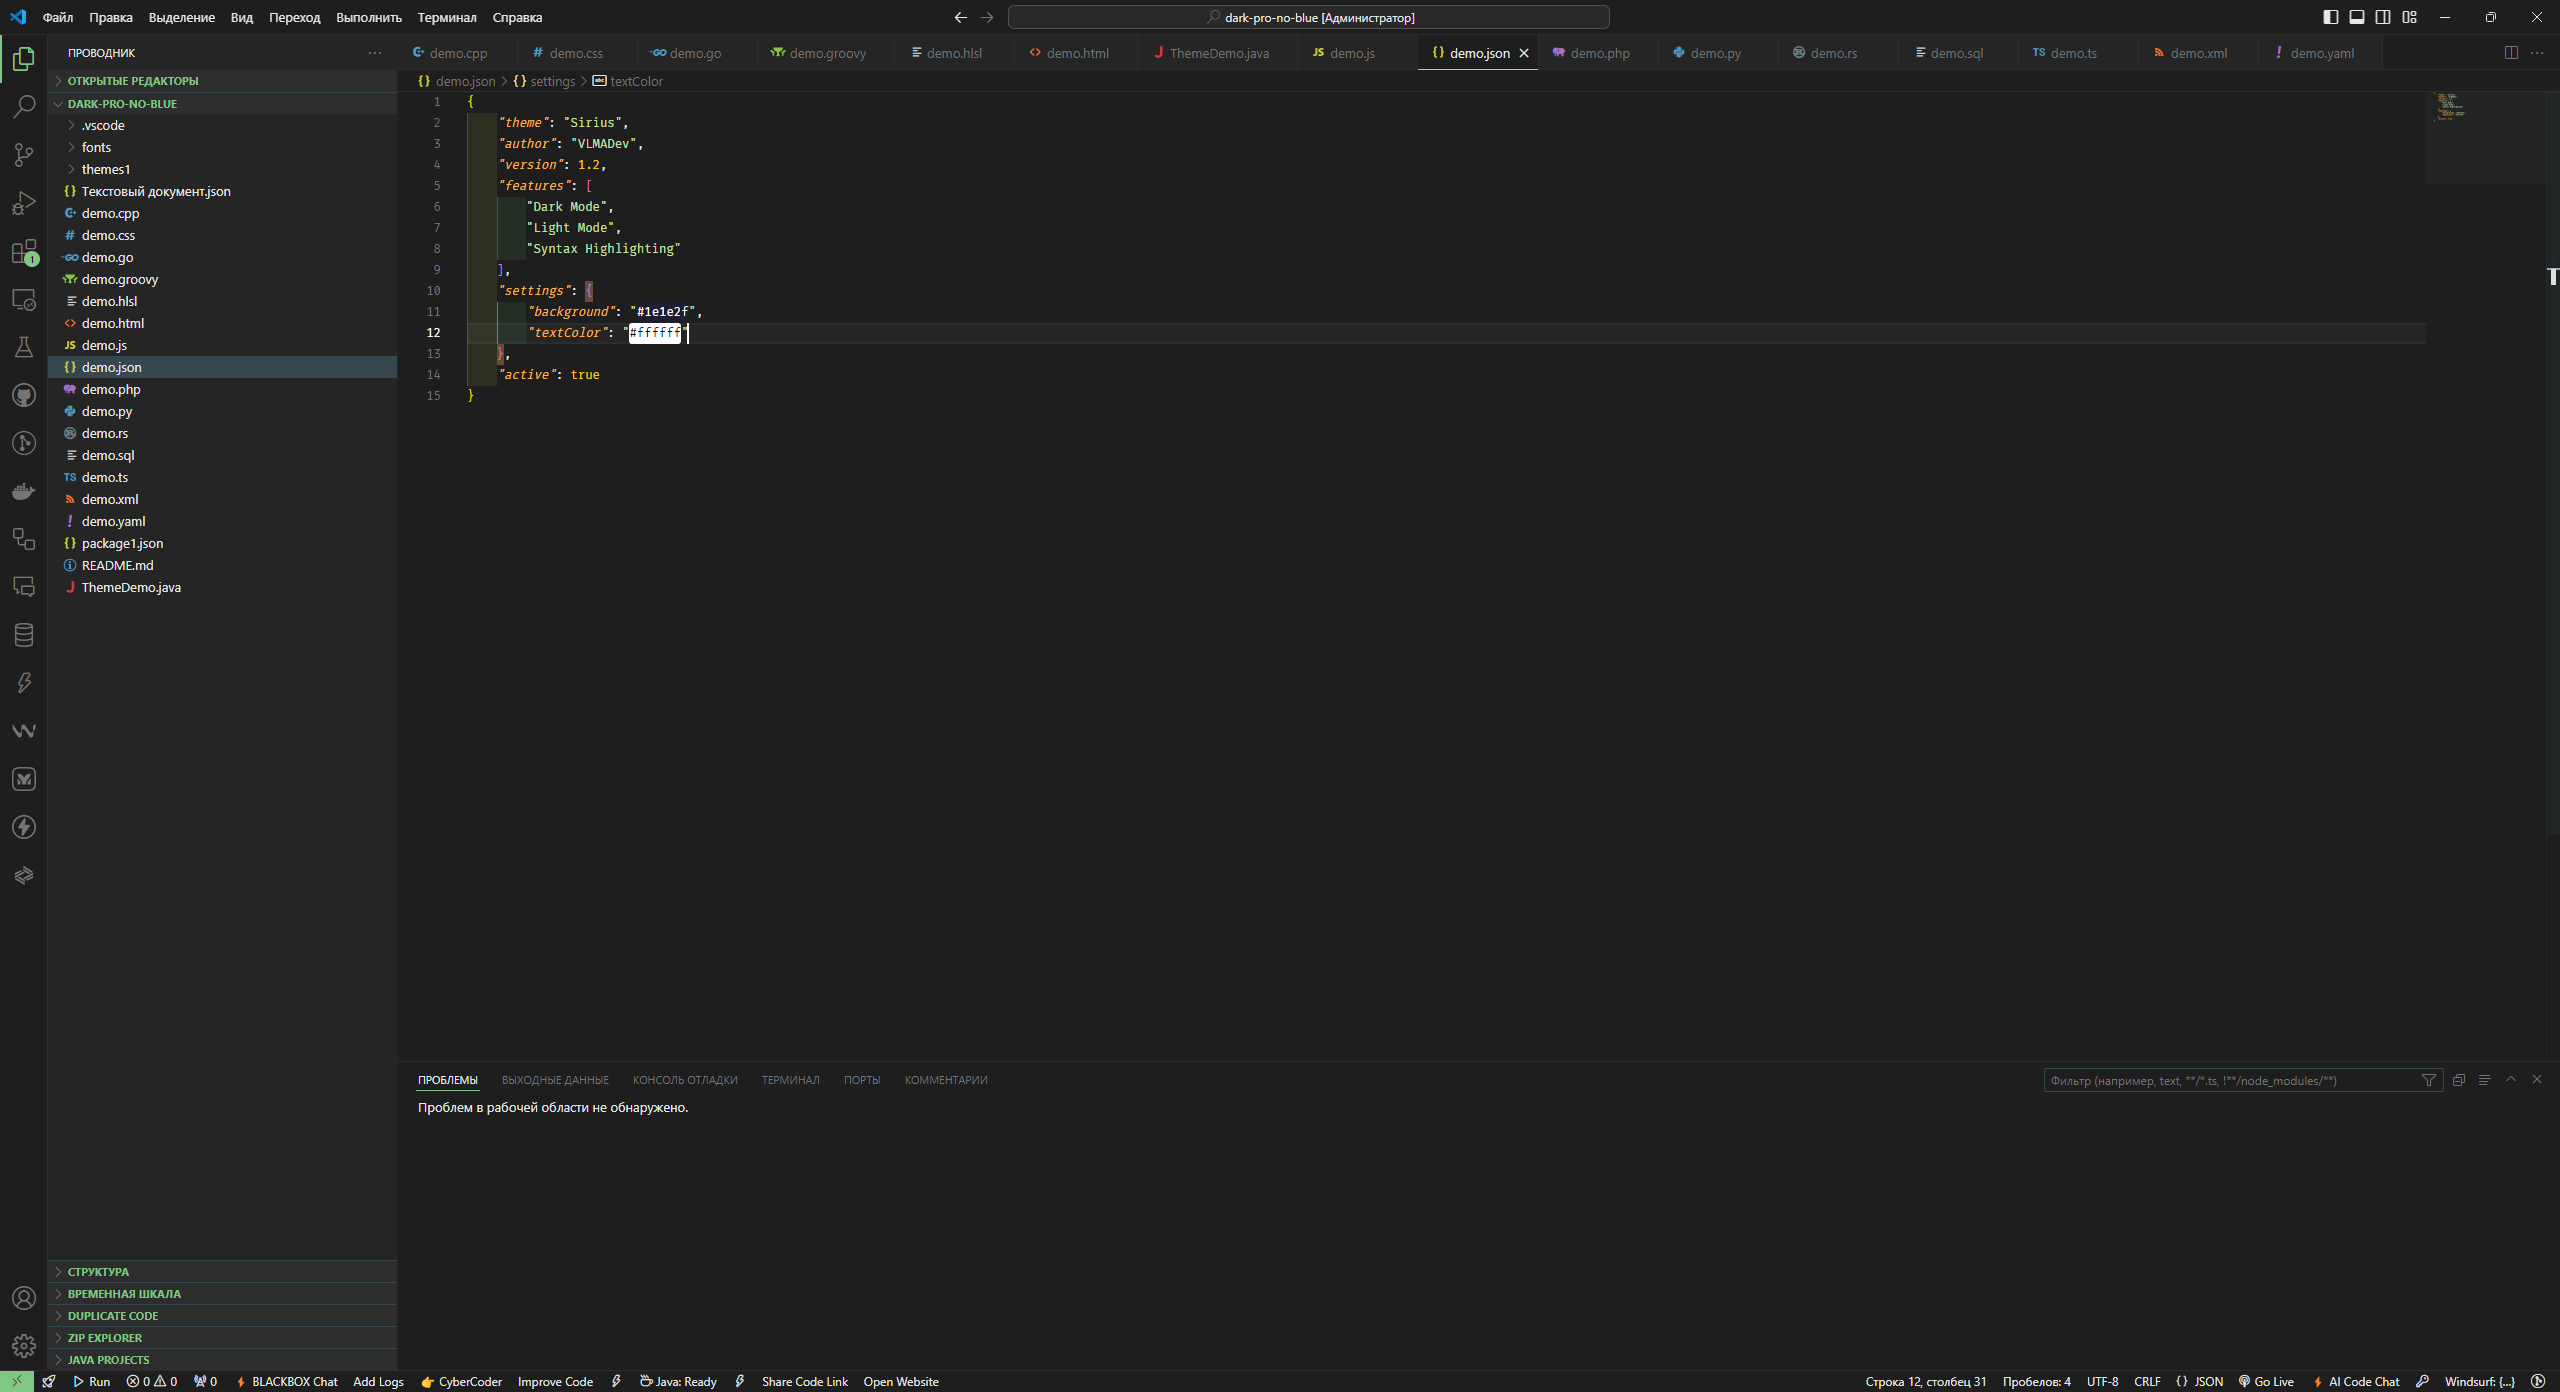 Файл Правка Выделение Вид Переход Выполнить Терминал Справка
dark-pro-no-blue [Администратор]
ПРОВОДНИК
ОТКРЫТЫЕ РЕДАКТОРЫ
DARK-PRO-NO-BLUE
.vscode
fonts
themes1
Текстовый документ.json
demo.cpp
demo.css
demo.go
demo.groovy
demo.hlsl
demo.html
demo.js
demo.json
demo.php
demo.py
demo.rs
demo.sql
demo.ts
demo.xml
demo.yaml
package1.json
README.md
ThemeDemo.java
СТРУКТУРА
ВРЕМЕННАЯ ШКАЛА
DUPLICATE CODE
ZIP EXPLORER
JAVA PROJECTS
demo.cpp demo.css demo.go demo.groovy demo.hlsl demo.html ThemeDemo.java demo.js demo.json demo.php demo.py demo.rs demo.sql demo.ts demo.xml demo.yaml
demo.json > settings > textColor
1 {
2 "theme": "Sirius",
3 "author": "VLMADev",
4 "version": 1.2,
5 "features": [
6 "Dark Mode",
7 "Light Mode",
8 "Syntax Highlighting"
9 ],
10 "settings": {
11 "background": "#1e1e2f",
12 "textColor": "#ffffff"
13 },
14 "active": true
15 }
ПРОБЛЕМЫ ВЫХОДНЫЕ ДАННЫЕ КОНСОЛЬ ОТЛАДКИ ТЕРМИНАЛ ПОРТЫ КОММЕНТАРИИ
Фильтр (например, text, **/*.ts, !**/node_modules/**)
Проблем в рабочей области не обнаружено.
Run 0 0 0 BLACKBOX Chat Add Logs CyberCoder Improve Code Java: Ready Share Code Link Open Website Строка 12, столбец 31 Пробелов: 4 UTF-8 CRLF {} JSON Go Live AI Code Chat Windsurf: {...}